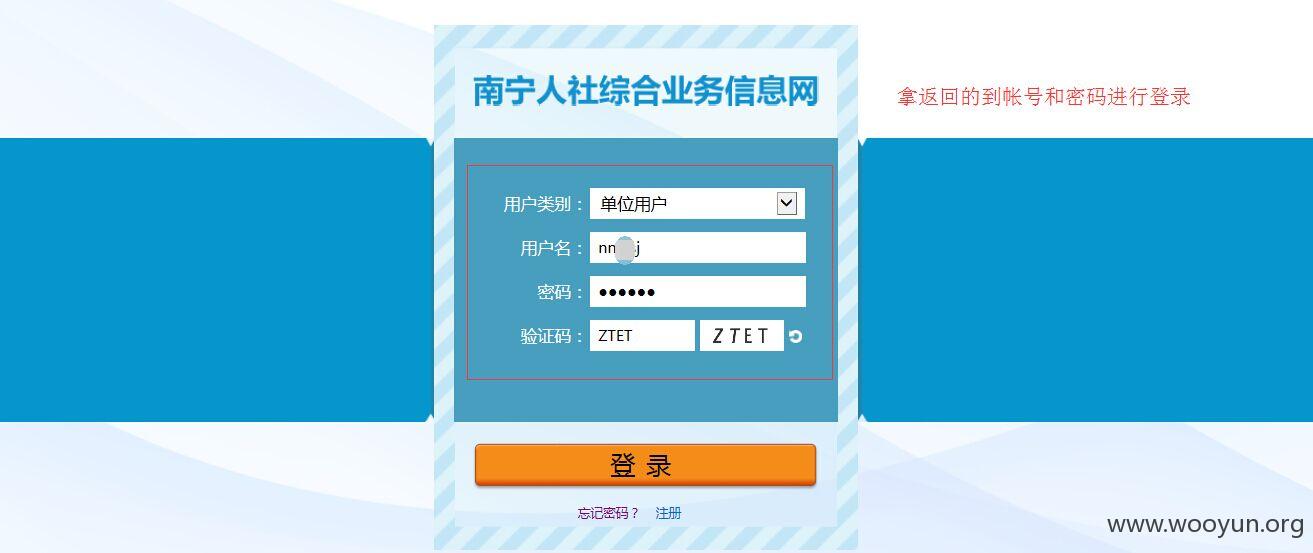 南宁人社综合业务信息网
拿返回的到帐号和密码进行登录
用户类别： 单位用户
用户名：
密码： ●●●●●●
验证码： ZTET ZTET
登 录
忘记密码？ 注册
www.wooyun.org